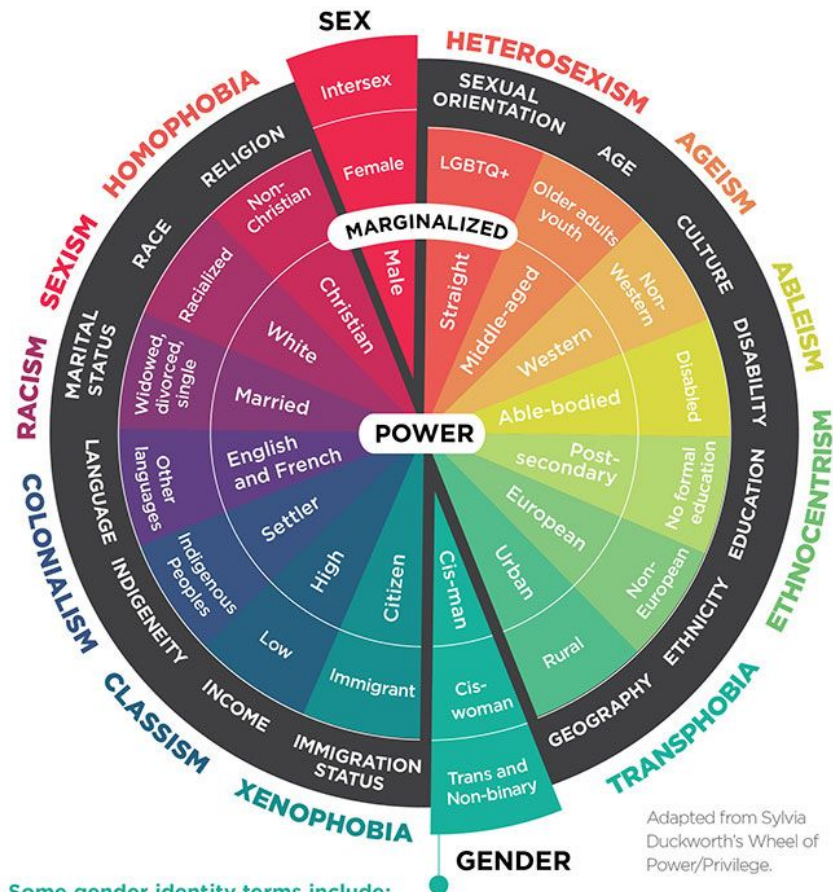 SEX
HETEROSEXISM
AGEISM
ABLEISM
ETHNOCENTRISM
TRANSPHOBIA
XENOPHOBIA
CLASSISM
COLONIALISM
RACISM
SEXISM
HOMOPHOBIA
SEXUAL
ORIENTATION
AGE
CULTURE
DISABILITY
EDUCATION
ETHNICITY
GEOGRAPHY
IMMIGRATION
STATUS
INCOME
INDIGENEITY
LANGUAGE
MARITAL
STATUS
RACE
RELIGION
Intersex
Female
LGBTQ+
Older adults
youth
Non-
Western
Disabled
No formal
education
Non-
European
Rural
Cis-
woman
Trans and
Non-binary
Immigrant
Low
Indigenous
Peoples
Other
languages
Widowed,
divorced,
single
Racialized
Non-
Christian
MARGINALIZED
Male
Straight
Middle-aged
Western
Able-bodied
Post-
secondary
European
Urban
Cis-man
Citizen
High
Settler
English
and French
Married
White
Christian
POWER
GENDER
Adapted from Sylvia
Duckworth's Wheel of
Power/Privilege.
Some gender identity terms include: